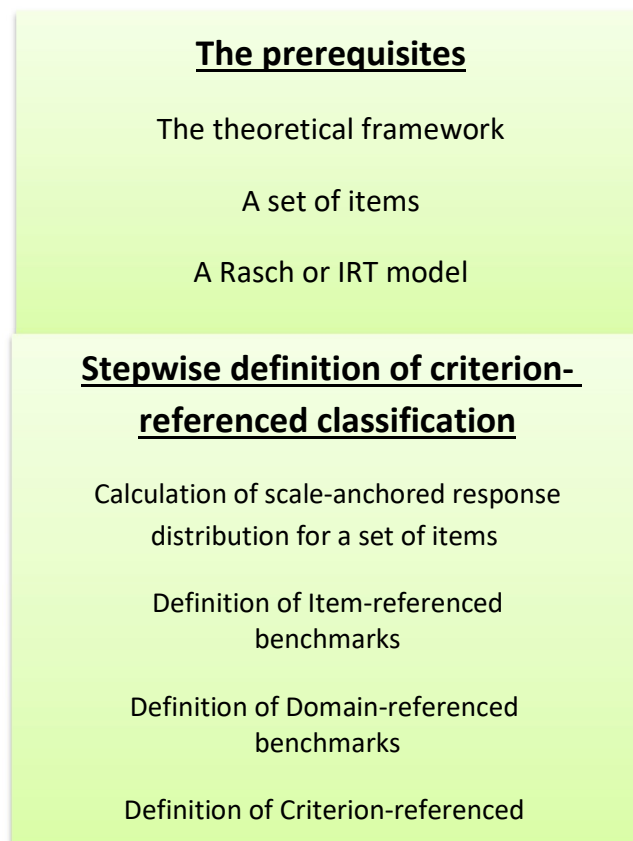 The prerequisites
The theoretical framework
A set of items
A Rasch or IRT model
Stepwise definition of criterion-
referenced classification
Calculation of scale-anchored response
distribution for a set of items
Definition of Item-referenced
benchmarks
Definition of Domain-referenced
benchmarks
Definition of Criterion-referenced